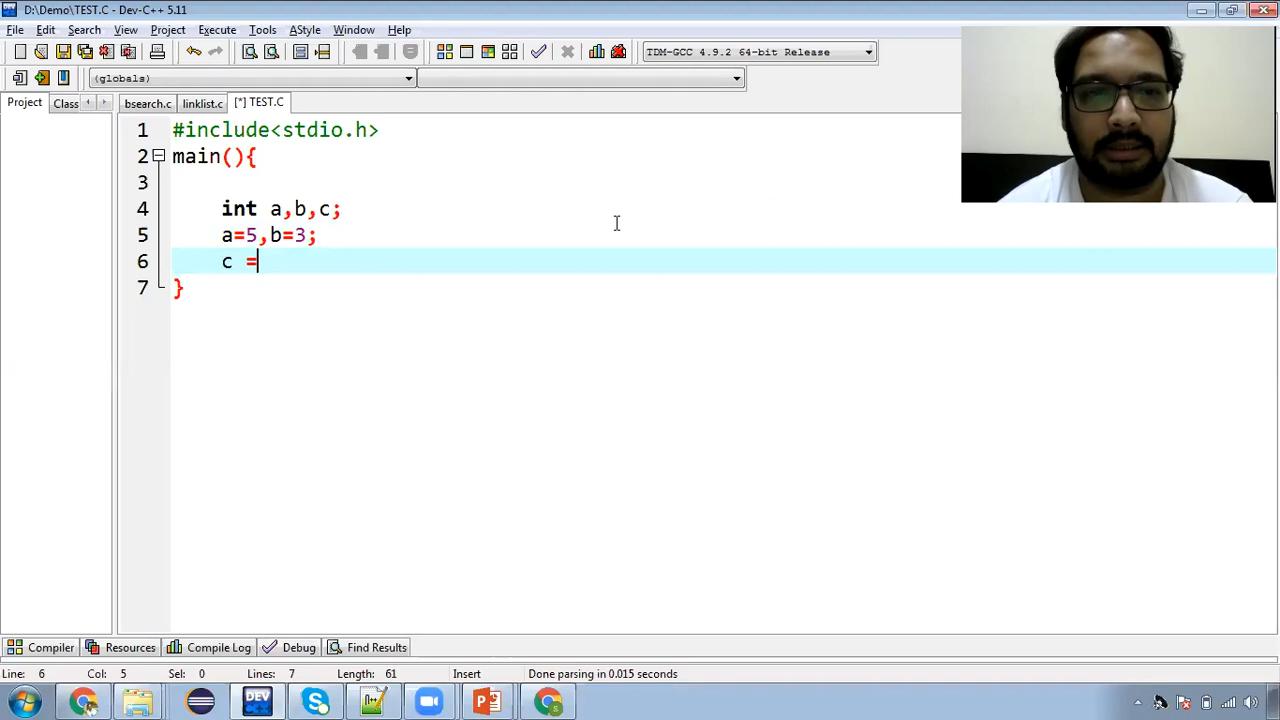 D:\Demo\TEST.C - Dev-C++ 5.11
File Edit Search View Project Execute Tools AStyle Window Help
TDM-GCC 4.9.2 64-bit Release
(globals)
Project Class bsearch.c linklist.c [*] TEST.C
1 #include<stdio.h>
2 main(){
3
4 int a,b,c;
5 a=5,b=3;
6 c =
7 }
Compiler Resources Compile Log Debug Find Results
Line: 6 Col: 5 Sel: 0 Lines: 7 Length: 61 Insert Done parsing in 0.015 seconds
DEV C++